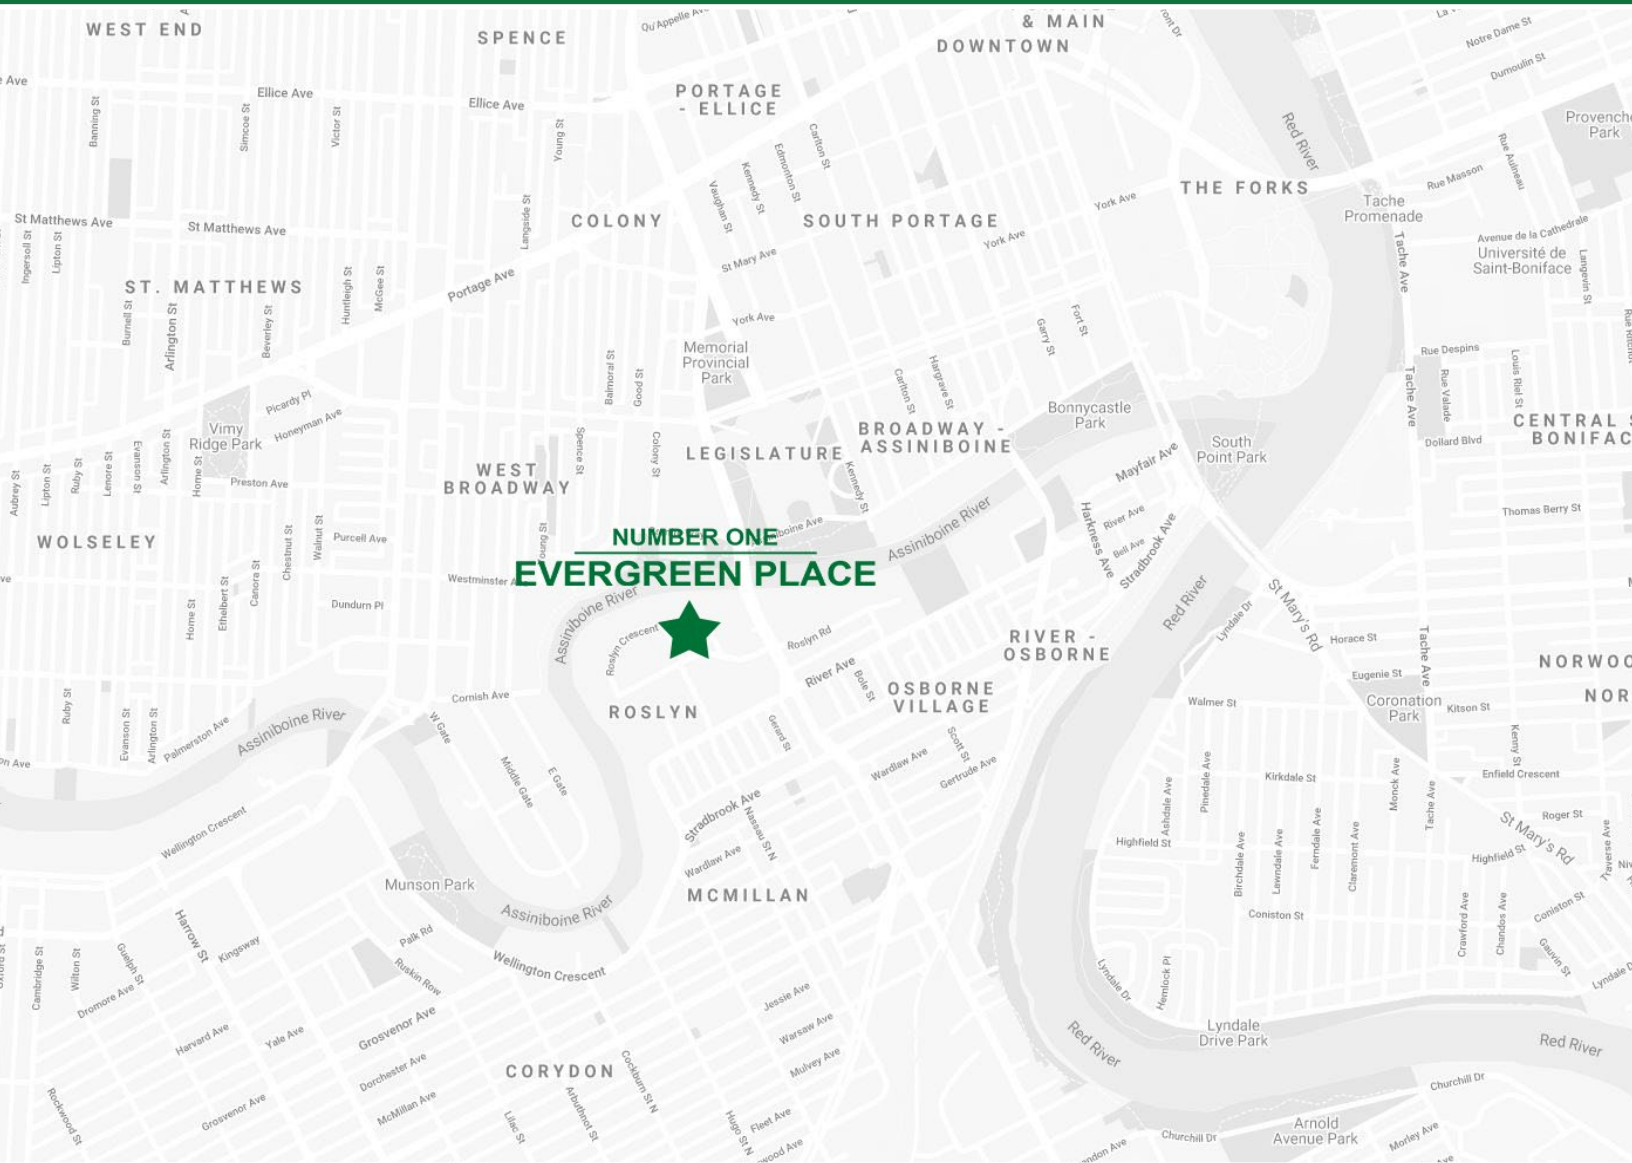 WEST END
SPENCE
Qu'Appelle Ave
& MAIN
DOWNTOWN
Notre Dame St
Dumoulin St
Ave
Ellice Ave
Ellice Ave
PORTAGE
- ELLICE
Banning St
Simcoe St
Victor St
Young St
Carlton St
Edmonton St
Kennedy St
Vaughan St
Red River
Provenche
Park
Rue Aulneau
Rue Masson
THE FORKS
Tache
Promenade
York Ave
St Matthews Ave
St Matthews Ave
Langside St
COLONY
SOUTH PORTAGE
York Ave
Avenue de la Cathedrale
Université de
Saint-Boniface
Langevin St
Tache Ave
Ingersoll St
Lipton St
St Mary Ave
ST. MATTHEWS
Huntleigh St
McGee St
Portage Ave
Burnell St
Arlington St
Beverley St
York Ave
Garry St
Fort St
Memorial
Provincial
Park
Balmoral St
Good St
Carlton St
Hargrave St
Rue Despins
Rue Valade
Louis Riel St
Tache Ave
Picardy Pl
Honeyman Ave
Vimy
Ridge Park
Bonnycastle
Park
South
Point Park
CENTRAL S
BONIFAC
Dollard Blvd
BROADWAY -
ASSINIBOINE
LEGISLATURE
Spence St
Colony St
Kennedy St
Mayfair Ave
WEST
BROADWAY
Aubrey St
Lipton St
Ruby St
Lenore St
Evanson St
Arlington St
Home St
Preston Ave
Thomas Berry St
WOLSELEY
Chestnut St
Walnut St
Purcell Ave
Young St
NUMBER ONE
EVERGREEN PLACE
Assiniboine River
Harkness Ave
River Ave
Bell Ave
Stradbrook Ave
Westminster A
Canora St
Ethelbert St
Home St
Dundurn Pl
Assiniboine River
Roslyn Crescent
Roslyn Rd
Red River
Lyndale Dr
St Mary's Rd
Horace St
RIVER -
OSBORNE
Tache Ave
Eugenie St
NORWOO
NOR
River Ave
Bole St
OSBORNE
VILLAGE
Coronation
Park
Kitson St
Walmer St
Cornish Ave
ROSLYN
Ruby St
Evanson St
Arlington St
Palmerston Ave
Assiniboine River
W Gate
Gerard St
Scott St
Wardlaw Ave
Gertrude Ave
Kenny St
on Ave
Middle Gate
E Gate
Kirkdale St
Enfield Crescent
Pinedale Ave
Ashdale Ave
Monck Ave
Tache Ave
Wellington Crescent
Stradbrook Ave
Nassau St N
Roger St
St Mary's Rd
Traverse Ave
Highfield St
Birchdale Ave
Lawndale Ave
Ferndale Ave
Claremont Ave
Highfield St
Wardlaw Ave
Munson Park
MCMILLAN
Assiniboine River
Coniston St
Coniston St
Crawford Ave
Chandos Ave
Gauvin St
Harrow St
Kingsway
Palk Rd
Ruskin Row
Wellington Crescent
Cambridge St
Wilton St
Guelph St
Dromore Ave
Jessie Ave
Lyndale Dr
Hemlock Pl
Lyndale D
Harvard Ave
Yale Ave
Grosvenor Ave
Warsaw Ave
Lyndale
Drive Park
Red River
Red River
Mulvey Ave
Dorchester Ave
CORYDON
Cockburn St N
Churchill Dr
Rockwood St
Grosvenor Ave
McMillan Ave
Lilac St
Arbuthnot St
Hugo St N
Fleet Ave
Arnold
Avenue Park
Churchill Dr
Morley Ave